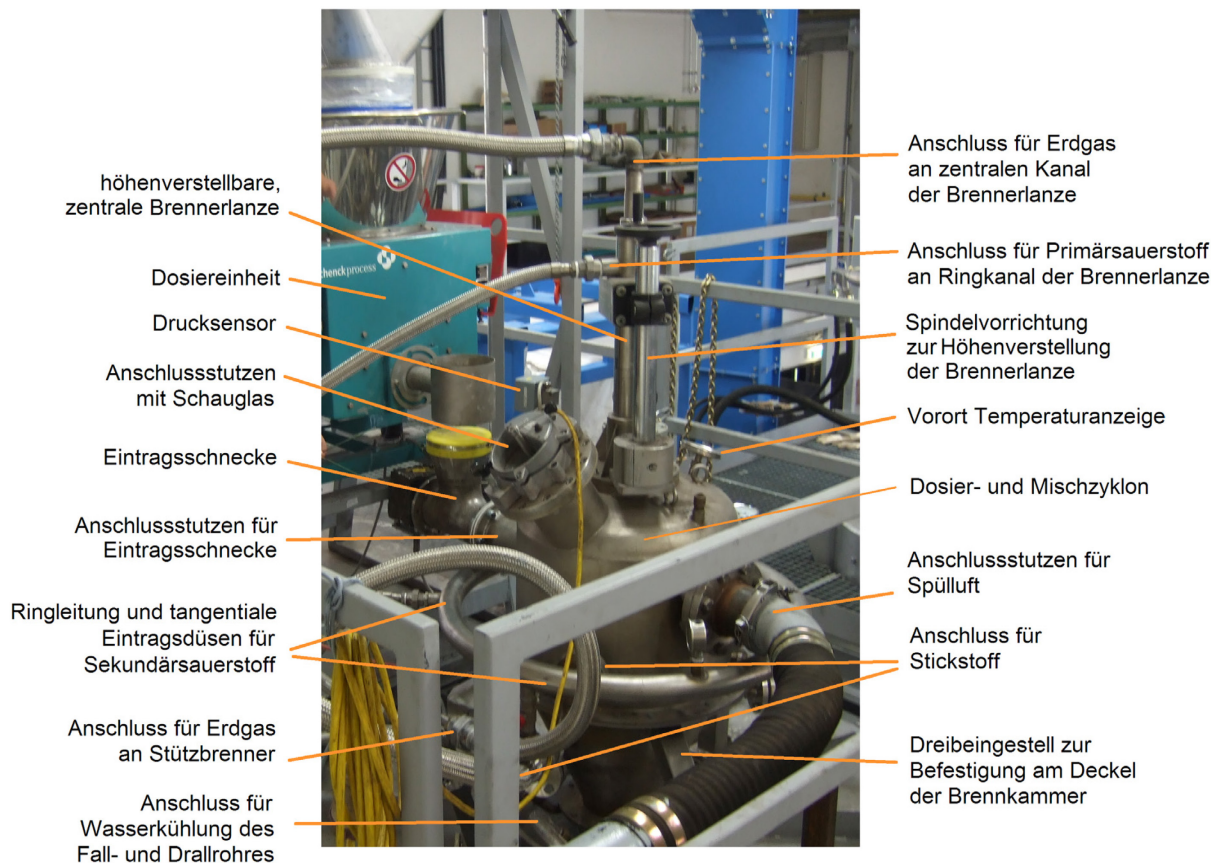 höhenverstellbare,
zentrale Brennerlanze
Dosiereinheit
Drucksensor
Anschlussstutzen
mit Schauglas
Eintragsschnecke
Anschlussstutzen für
Eintragsschnecke
Ringleitung und tangentiale
Eintragsdüsen für
Sekundärsauerstoff
Anschluss für Erdgas
an Stützbrenner
Anschluss für
Wasserkühlung des
Fall- und Drallrohres
chenckprocess
Anschluss für Erdgas
an zentralen Kanal
der Brennerlanze
Anschluss für Primärsauerstoff
an Ringkanal der Brennerlanze
Spindelvorrichtung
zur Höhenverstellung
der Brennerlanze
Vorort Temperaturanzeige
Dosier- und Mischzyklon
Anschlussstutzen für
Spülluft
Anschluss für
Stickstoff
Dreibeingestell zur
Befestigung am Deckel
der Brennkammer